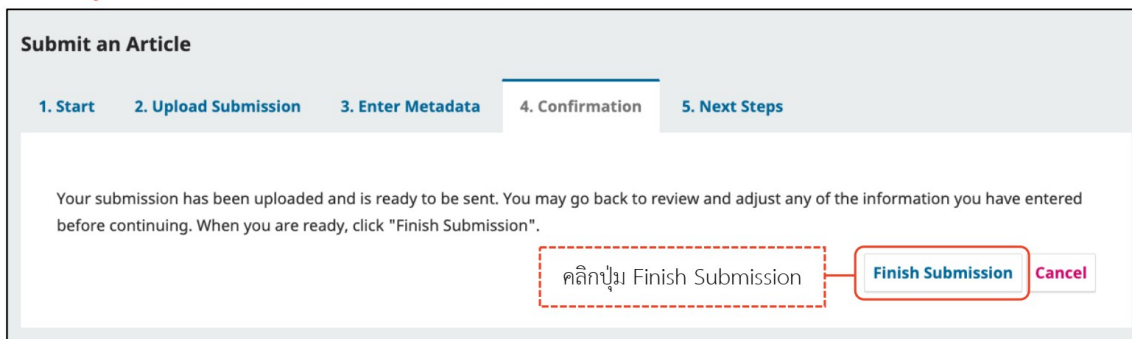 Submit an Article
1. Start 2. Upload Submission 3. Enter Metadata 4. Confirmation 5. Next Steps
Your submission has been uploaded and is ready to be sent. You may go back to review and adjust any of the information you have entered
before continuing. When you are ready, click "Finish Submission".
คลิกปุ่ม Finish Submission
Finish Submission Cancel